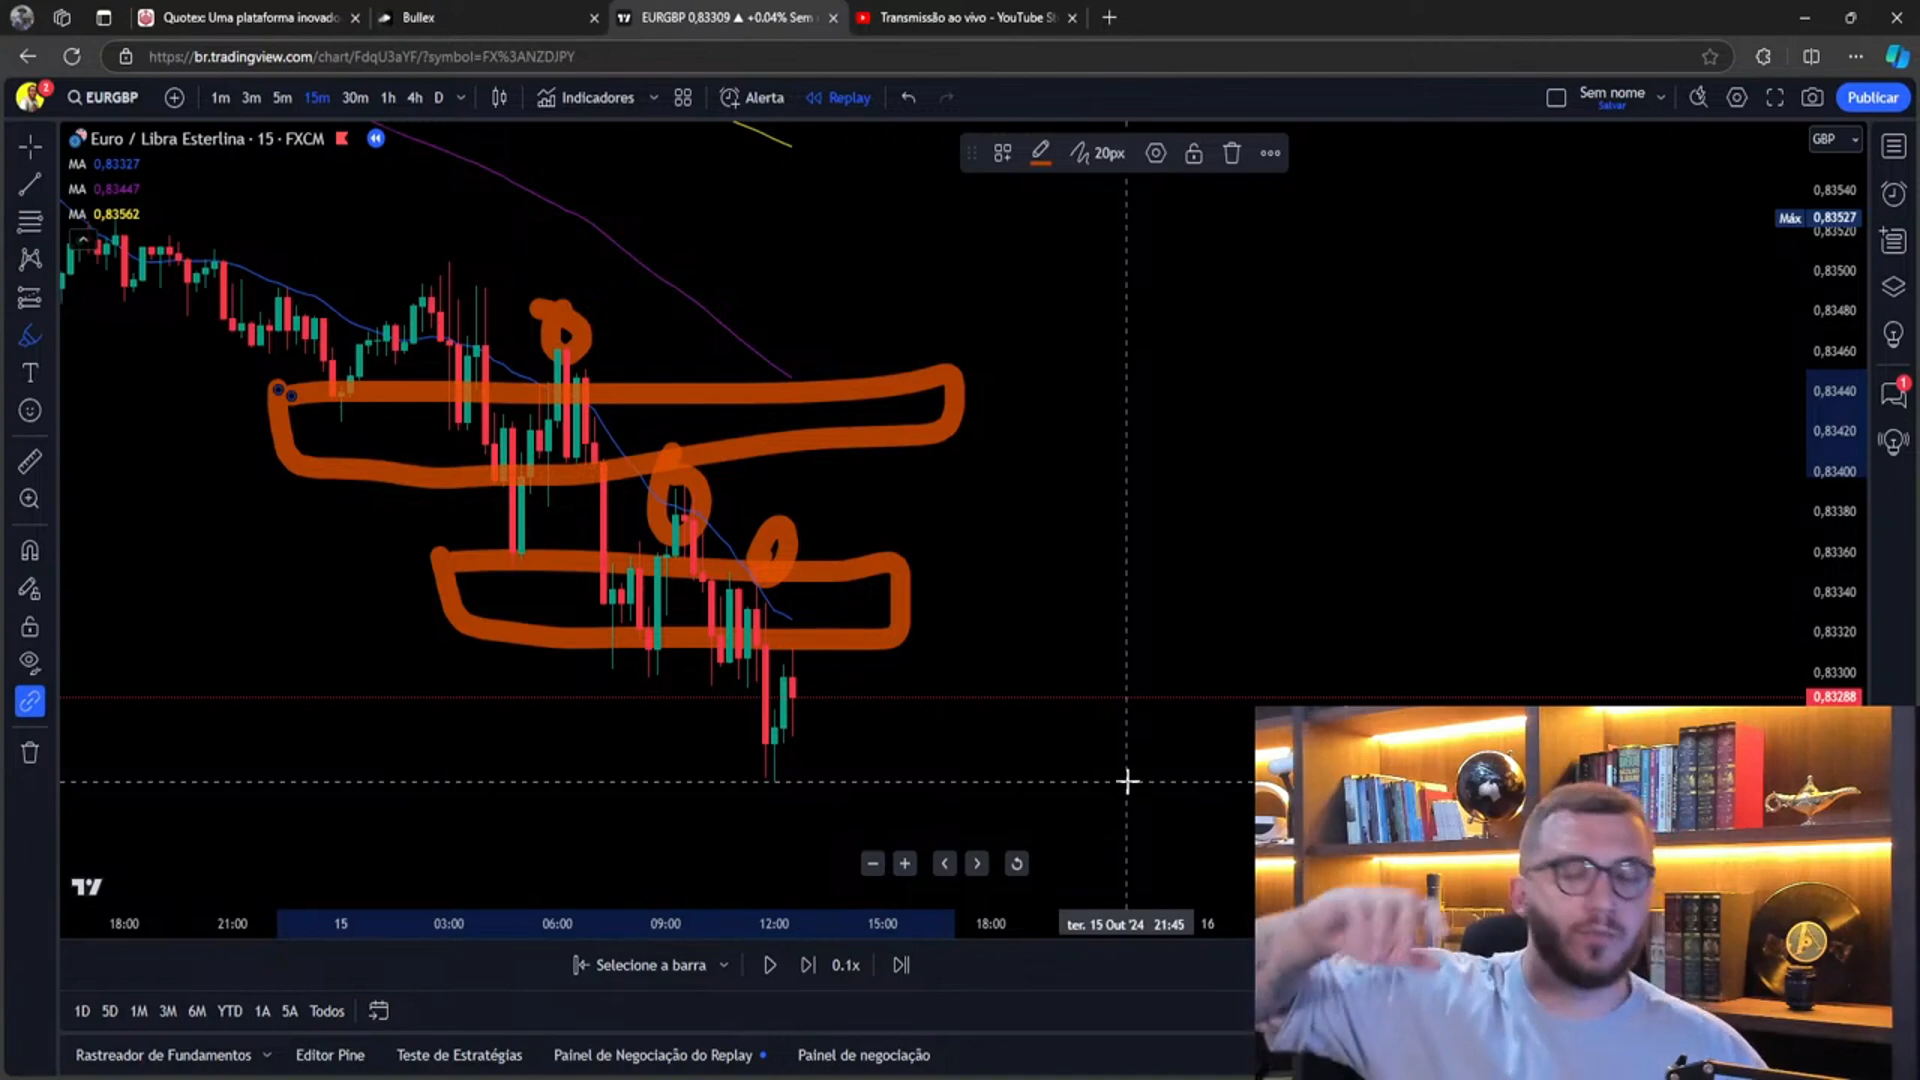 Quotex: Uma plataforma inovado
Bullex
EURGBP 0,83309 ▲ +0.04% Sem
Transmissão ao vivo - YouTube S
https://br.tradingview.com/chart/FdqU3aYF/?symbol=FX%3ANZDJPY
2
EURGBP
1m 3m 5m 15m 30m 1h 4h D
Indicadores
Alerta
Replay
Sem nome
Salvar
Publicar
Euro / Libra Esterlina · 15 · FXCM
MA 0,83327
MA 0,83447
MA 0,83562
20px
GBP
0,83540
Máx 0,83527
0,83520
0,83500
0,83480
0,83460
0,83440
0,83420
0,83400
0,83380
0,83360
0,83340
0,83320
0,83300
0,83288
1
18:00 21:00 15 03:00 06:00 09:00 12:00 15:00 18:00 ter. 15 Out '24 21:45 16
Selecione a barra
0.1x
1D 5D 1M 3M 6M YTD 1A 5A Todos
Rastreador de Fundamentos
Editor Pine
Teste de Estratégias
Painel de Negociação do Replay
Painel de negociação